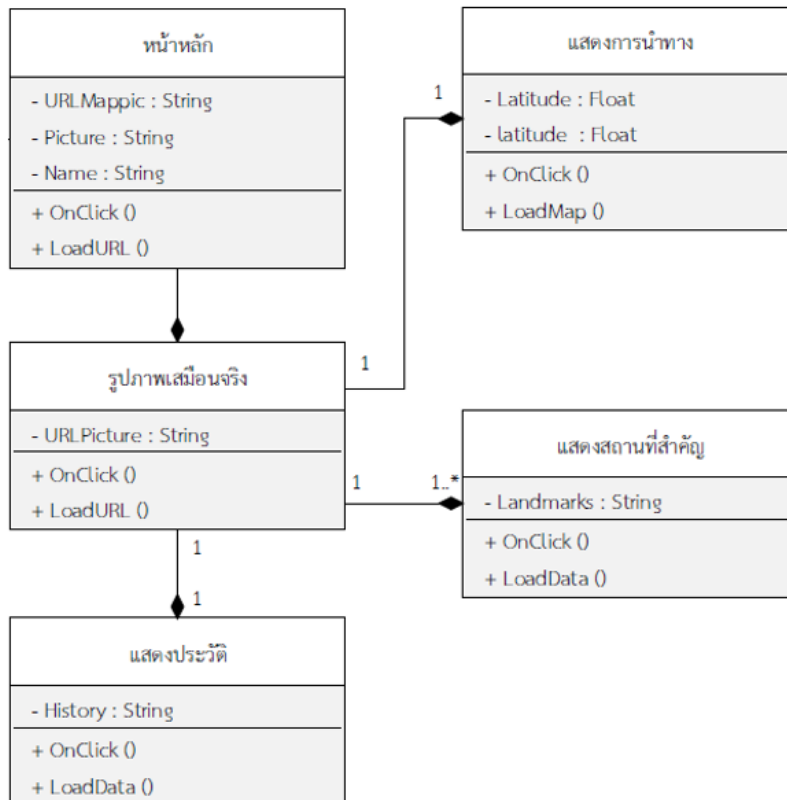 หน้าหลัก
- URLMappic : String
- Picture : String
- Name : String
+ OnClick ()
+ LoadURL ()
แสดงการนำทาง
- Latitude : Float
- latitude : Float
+ OnClick ()
+ LoadMap ()
1
1
รูปภาพเสมือนจริง
- URLPicture : String
+ OnClick ()
+ LoadURL ()
1
1..*
แสดงสถานที่สำคัญ
- Landmarks : String
+ OnClick ()
+ LoadData ()
1
1
แสดงประวัติ
- History : String
+ OnClick ()
+ LoadData ()